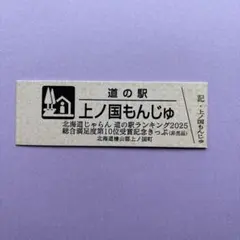 道の駅
上ノ国もんじゅ
北海道じゃらん 道の駅ランキング2025
総合満足度第10位受賞記念きっぷ(非売品)
北海道檜山郡上ノ国町
記・上ノ国もんじゅ